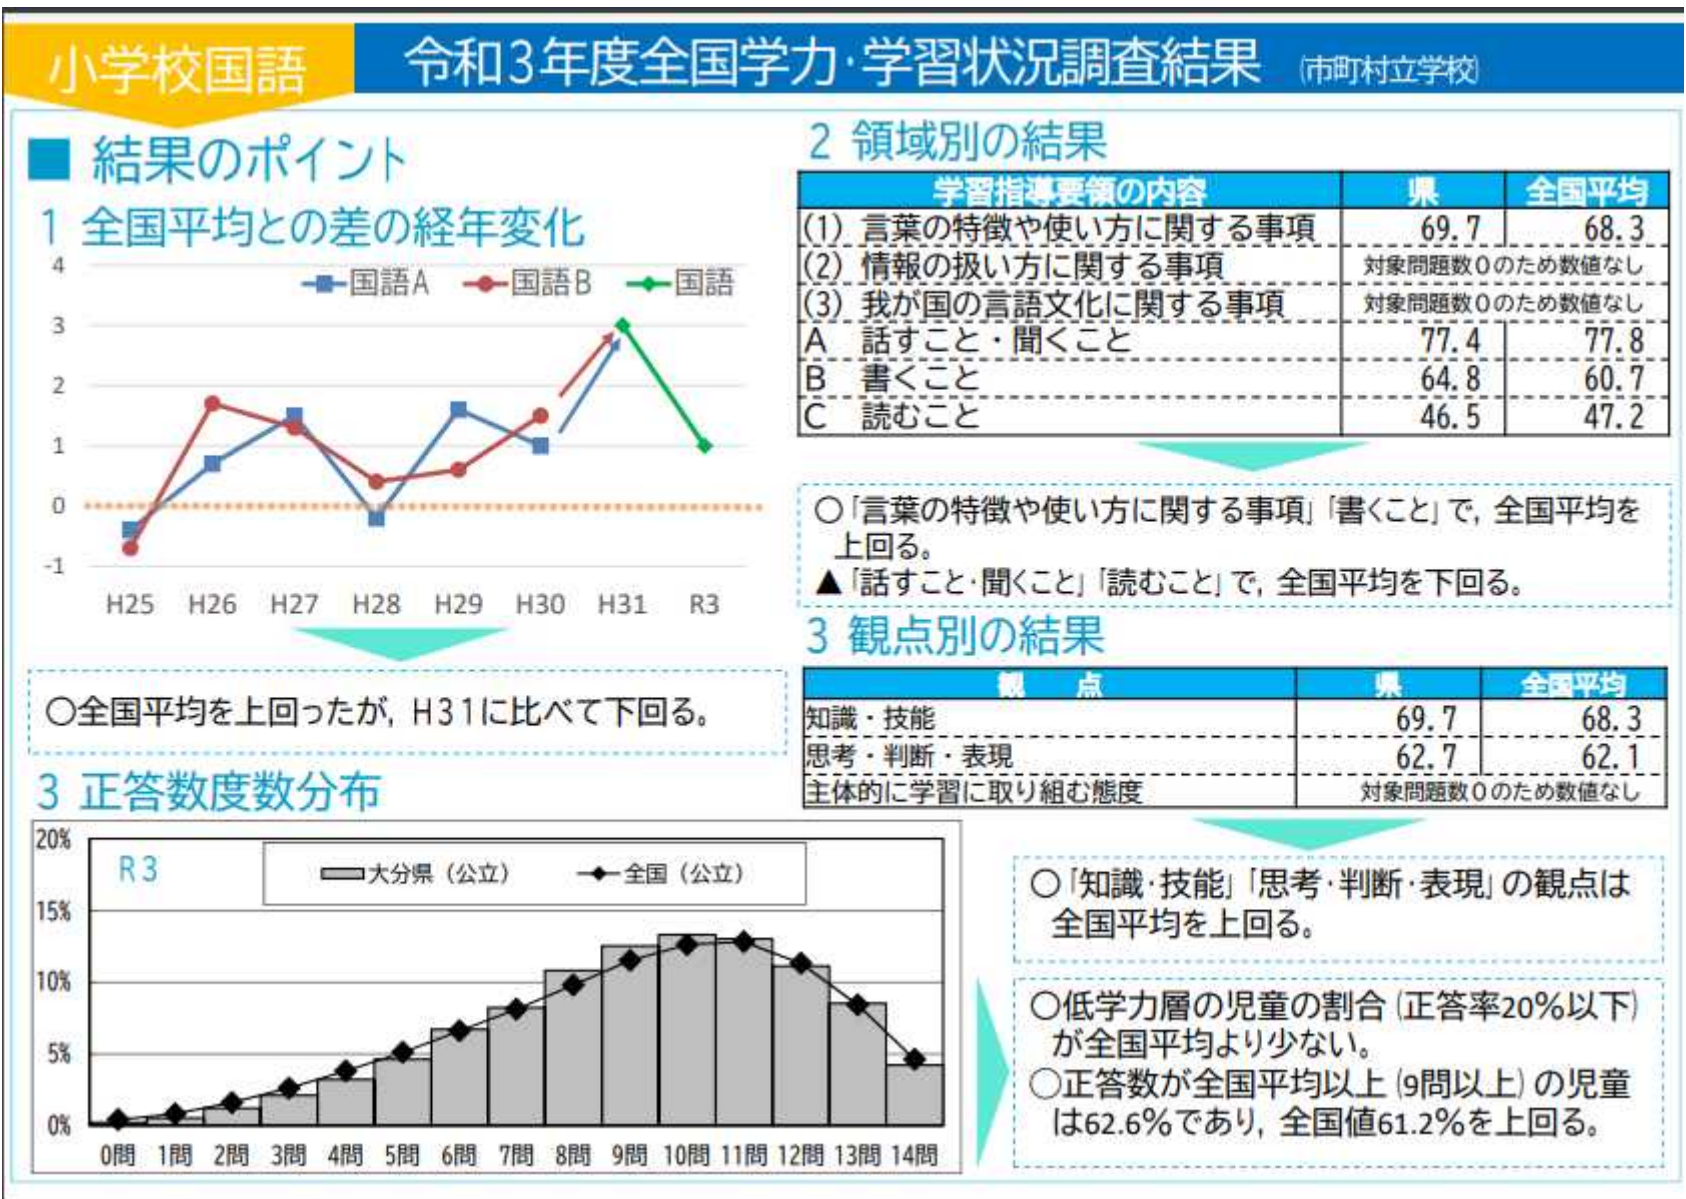 小学校国語
令和3年度全国学力・学習状況調査結果 (市町村立学校)
■ 結果のポイント
1 全国平均との差の経年変化
国語A 国語B 国語
4
3
2
1
0
-1
H25 H26 H27 H28 H29 H30 H31 R3
○全国平均を上回ったが,H31に比べて下回る。
3 正答数度数分布
R3
大分県(公立) 全国(公立)
20%
15%
10%
5%
0%
0問 1問 2問 3問 4問 5問 6問 7問 8問 9問 10問 11問 12問 13問 14問
2 領域別の結果
学習指導要領の内容 県 全国平均
(1) 言葉の特徴や使い方に関する事項 69.7 68.3
(2) 情報の扱い方に関する事項 対象問題数0のため数値なし
(3) 我が国の言語文化に関する事項 対象問題数0のため数値なし
A 話すこと・聞くこと 77.4 77.8
B 書くこと 64.8 60.7
C 読むこと 46.5 47.2
○「言葉の特徴や使い方に関する事項」「書くこと」で,全国平均を
上回る。
▲「話すこと・聞くこと」「読むこと」で,全国平均を下回る。
3 観点別の結果
観 点 県 全国平均
知識・技能 69.7 68.3
思考・判断・表現 62.7 62.1
主体的に学習に取り組む態度 対象問題数0のため数値なし
○「知識・技能」「思考・判断・表現」の観点は
全国平均を上回る。
○低学力層の児童の割合(正答率20%以下)
が全国平均より少ない。
○正答数が全国平均以上(9問以上)の児童
は62.6%であり,全国値61.2%を上回る。